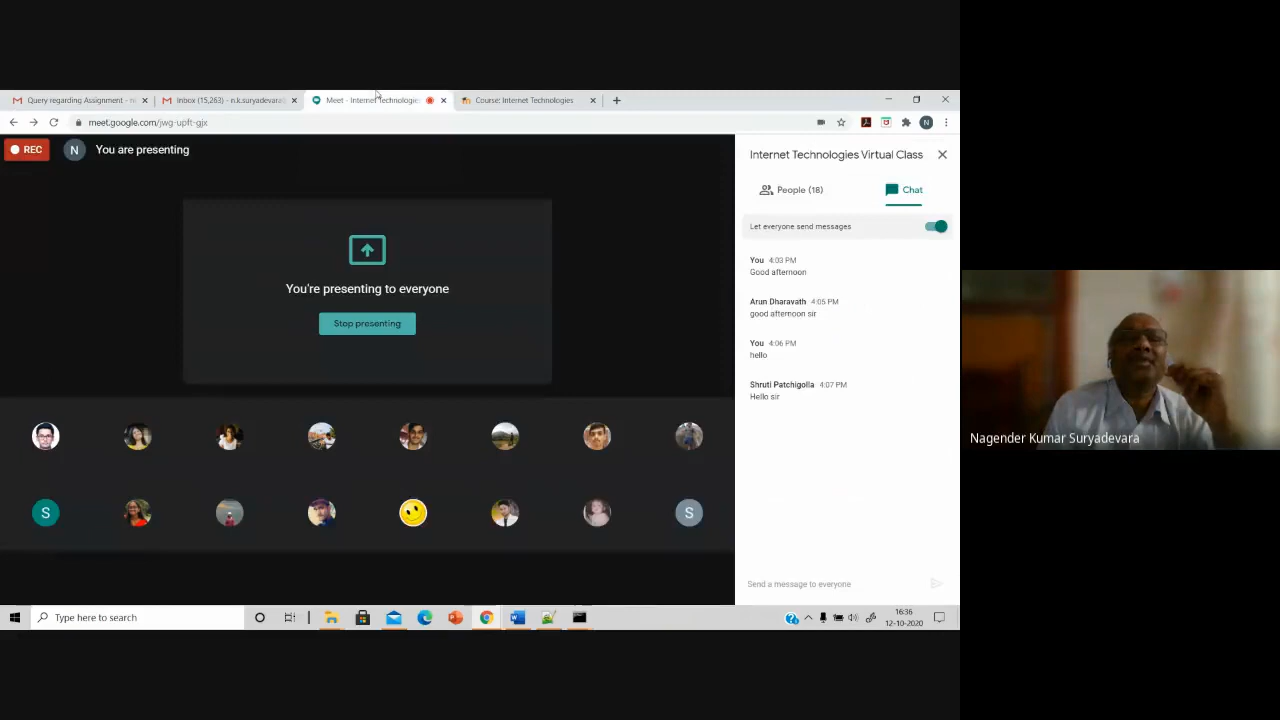 Query regarding Assignment - ni
Inbox (15,263) - n.k.suryadevara@
Meet - Internet Technologies
Course: Internet Technologies
meet.google.com/jwg-upft-gjx
N
REC
N
You are presenting
Internet Technologies Virtual Class
People (18)
Chat
Let everyone send messages
You're presenting to everyone
Stop presenting
You 4:03 PM
Good afternoon
Arun Dharavath 4:05 PM
good afternoon sir
You 4:06 PM
hello
Shruti Patchigolla 4:07 PM
Hello sir
S
S
Send a message to everyone
Nagender Kumar Suryadevara
Type here to search
16:36
12-10-2020